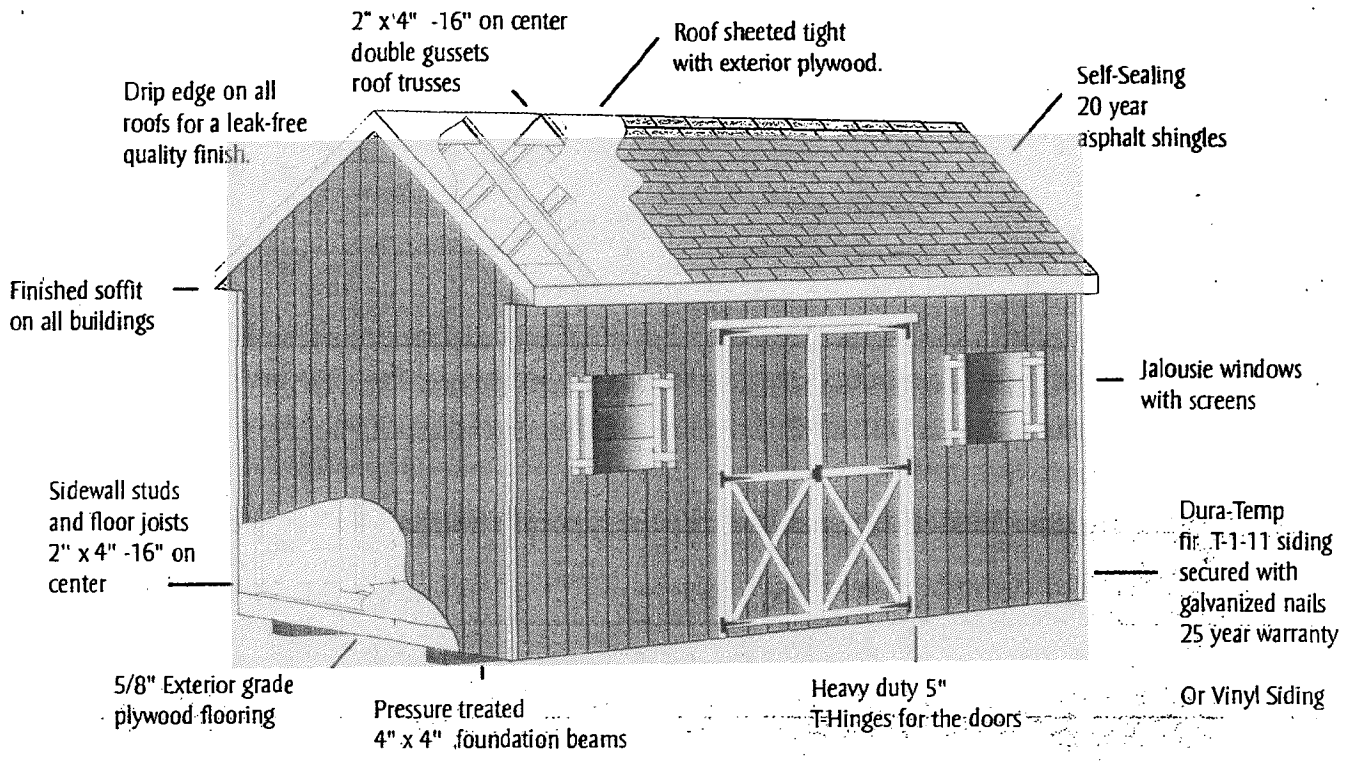 2" x 4" -16" on center
double gussets
roof trusses
Roof sheeted tight
with exterior plywood.
Self-Sealing
20 year
asphalt shingles
Drip edge on all
roofs for a leak-free
quality finish.
Finished soffit
on all buildings
Jalousie windows
with screens
Sidewall studs
and floor joists
2" x 4" -16" on
center
Dura-Temp
fir T-1-11 siding
secured with
galvanized nails
25 year warranty
Or Vinyl Siding
5/8" Exterior grade
plywood flooring
Pressure treated
4" x 4" foundation beams
Heavy duty 5"
T-Hinges for the doors